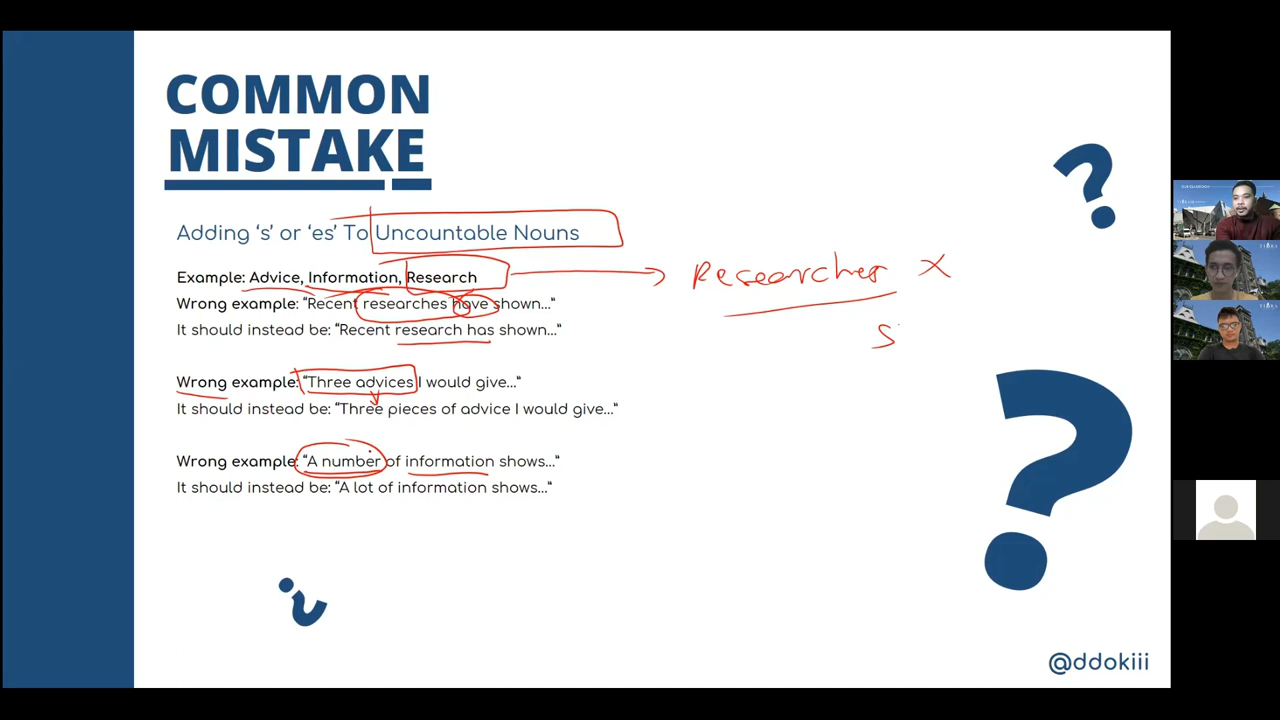 COMMON
MISTAKE
Adding ‘s’ or ‘es’ To Uncountable Nouns
Example: Advice, Information, Research
Wrong example: “Recent researches have shown...”
It should instead be: “Recent research has shown...”
Researches X
s
Wrong example: “Three advices I would give...”
It should instead be: “Three pieces of advice I would give...”
Wrong example: “A number of information shows...”
It should instead be: “A lot of information shows...”
@ddokiii